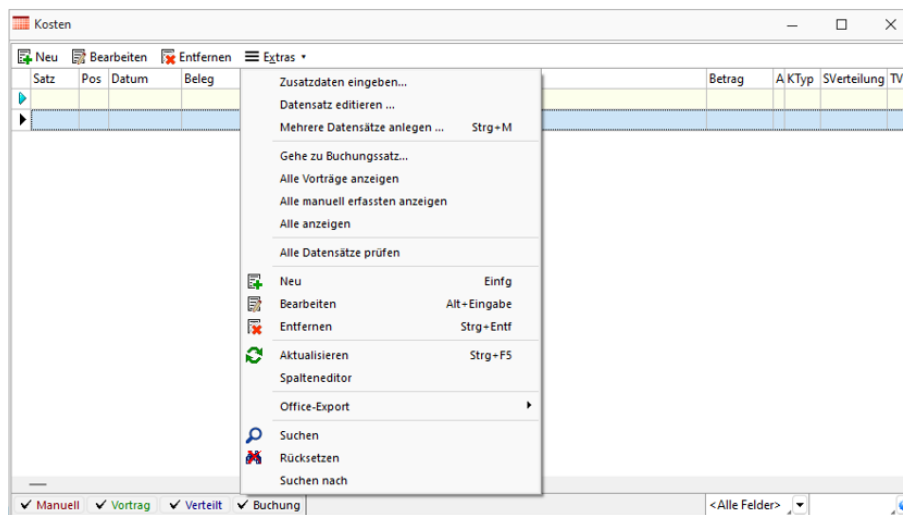 Kosten
Neu Bearbeiten Entfernen Extras
Satz Pos Datum Beleg Betrag A KTyp SVerteilung TV
Zusatzdaten eingeben...
Datensatz editieren ...
Mehrere Datensätze anlegen ... Strg+M
Gehe zu Buchungssatz...
Alle Vorträge anzeigen
Alle manuell erfassten anzeigen
Alle anzeigen
Alle Datensätze prüfen
Neu Einfg
Bearbeiten Alt+Eingabe
Entfernen Strg+Entf
Aktualisieren Strg+F5
Spalteneditor
Office-Export
Suchen
Rücksetzen
Suchen nach
Manuell Vortrag Verteilt Buchung <Alle Felder>